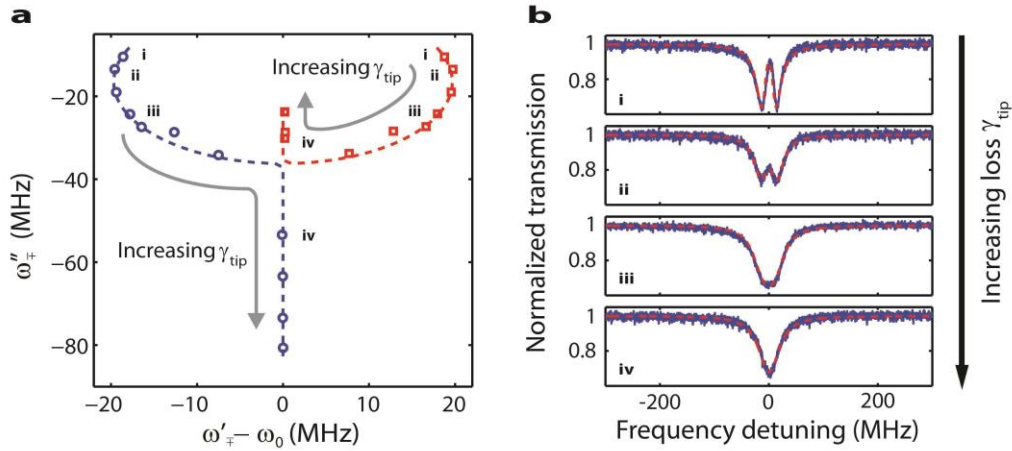 a
ω″∓ (MHz)
−20
−40
−60
−80
i
ii
iii
iv
Increasing γtip
i
ii
iii
iv
Increasing γtip
−20
−10
0
10
20
ω′∓ − ω0 (MHz)
b
Normalized transmission
1
0.8
i
1
0.8
ii
1
0.8
iii
1
0.8
iv
-200
0
200
Frequency detuning (MHz)
Increasing loss γtip